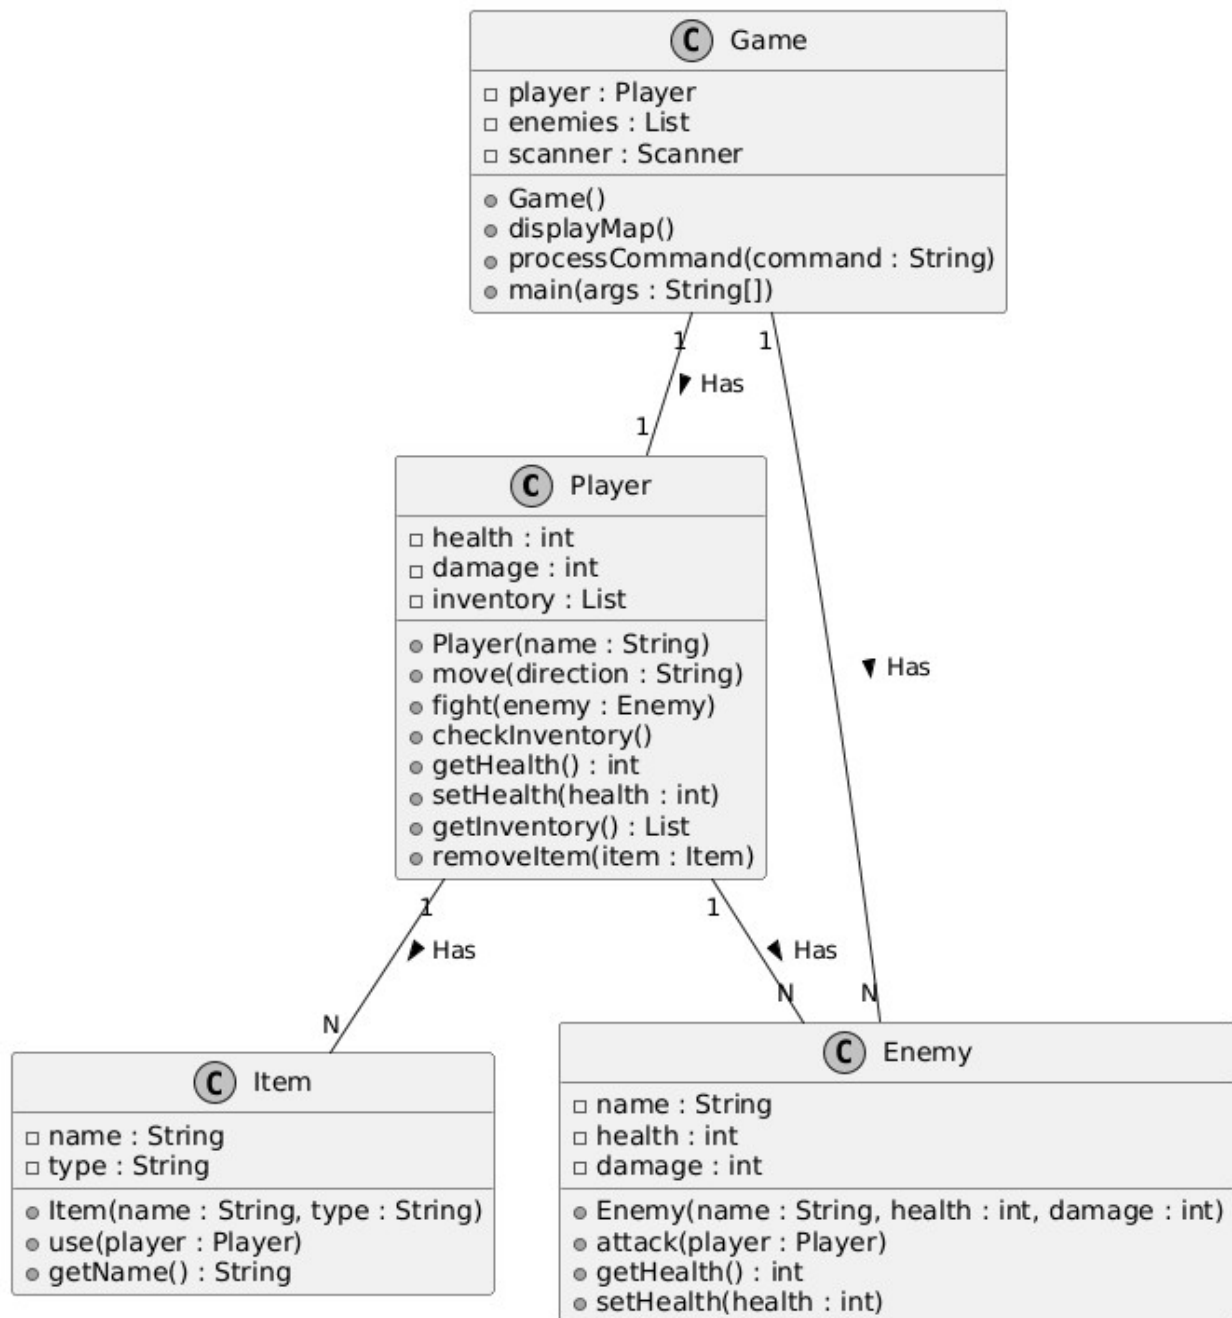 C Game
player : Player
enemies : List
scanner : Scanner
Game()
displayMap()
processCommand(command : String)
main(args : String[])
1 1
Has
1
C Player
health : int
damage : int
inventory : List
Player(name : String)
move(direction : String)
fight(enemy : Enemy)
checkInventory()
getHealth() : int
setHealth(health : int)
getInventory() : List
removeItem(item : Item)
Has
1 1
Has Has
N N N
C Item
name : String
type : String
Item(name : String, type : String)
use(player : Player)
getName() : String
C Enemy
name : String
health : int
damage : int
Enemy(name : String, health : int, damage : int)
attack(player : Player)
getHealth() : int
setHealth(health : int)